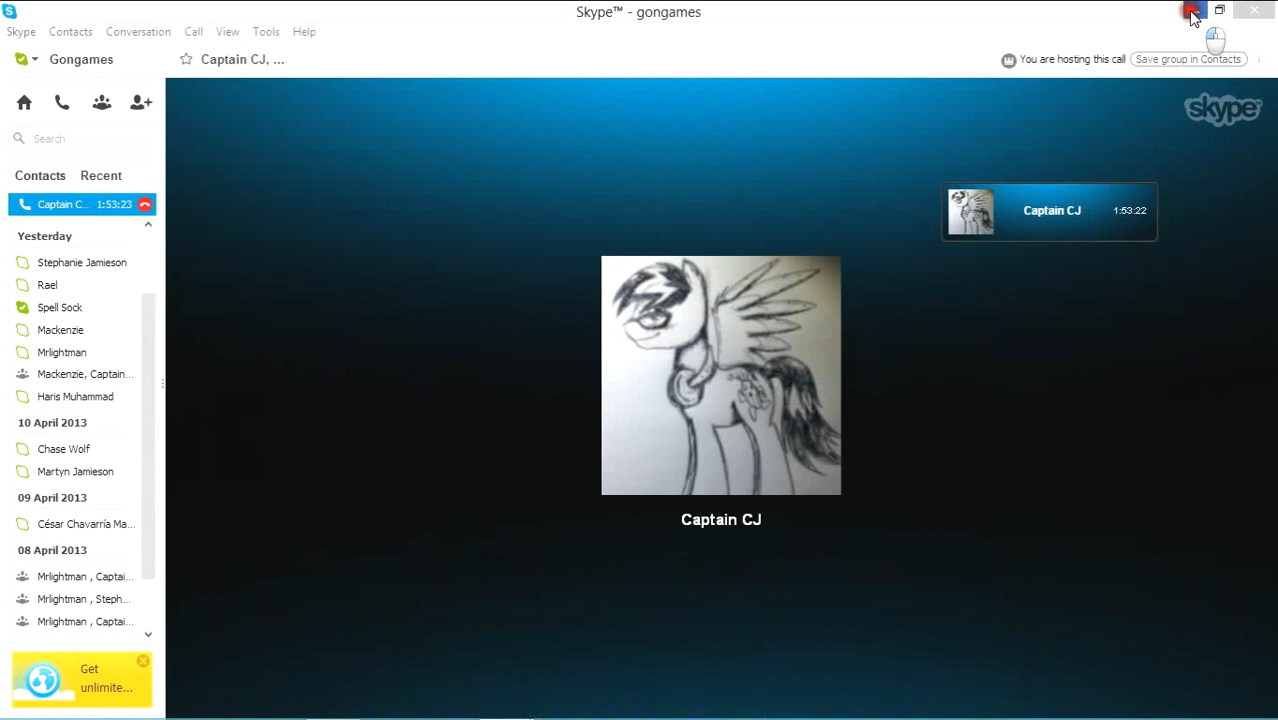 Skype™ - gongames
Skype Contacts Conversation Call View Tools Help
Gongames
Captain CJ, ...
You are hosting this call
Save group in Contacts
skype
Search
Contacts Recent
Captain C... 1:53:23
Yesterday
Stephanie Jamieson
Rael
Spell Sock
Mackenzie
Mrlightman
Mackenzie, Captain...
Haris Muhammad
10 April 2013
Chase Wolf
Martyn Jamieson
09 April 2013
César Chavarría Ma...
08 April 2013
Mrlightman , Captai...
Mrlightman , Steph...
Mrlightman , Captai...
Get
unlimite...
Captain CJ 1:53:22
Captain CJ